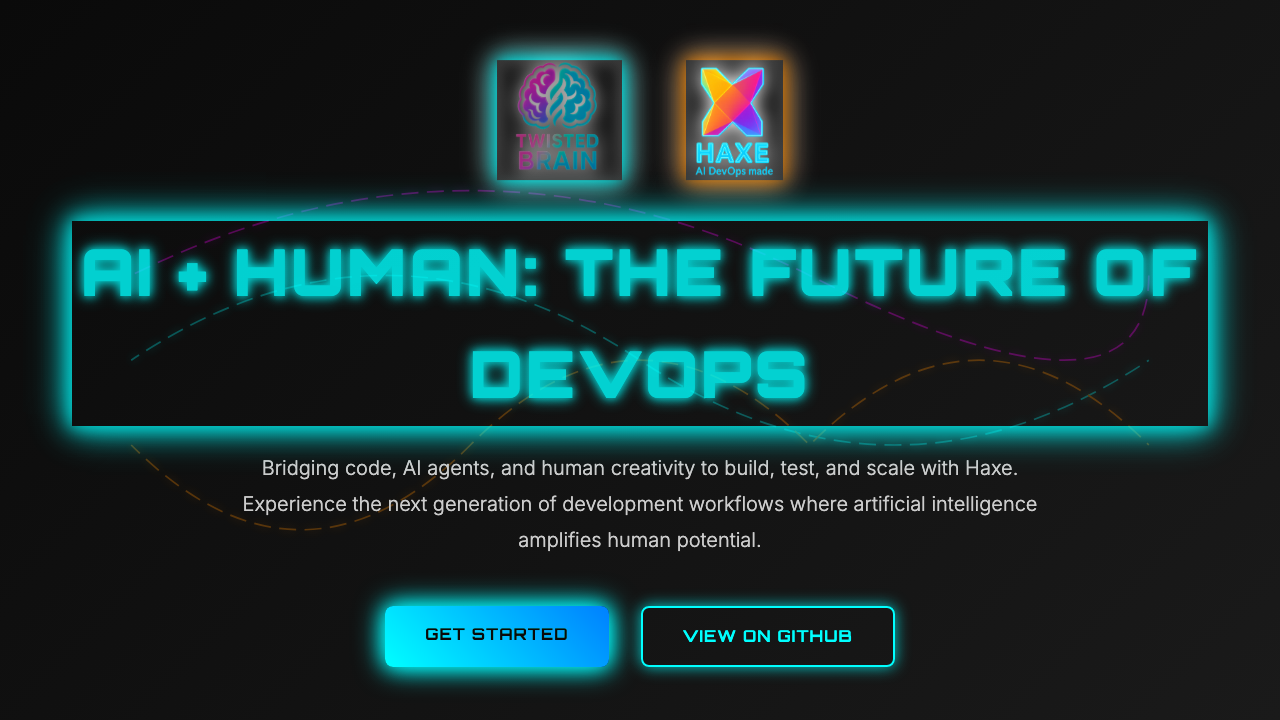 TWISTED
BRAIN
HAXE
AI DevOps made
AI + HUMAN: THE FUTURE OF
DEVOPS
Bridging code, AI agents, and human creativity to build, test, and scale with Haxe.
Experience the next generation of development workflows where artificial intelligence
amplifies human potential.
GET STARTED
VIEW ON GITHUB